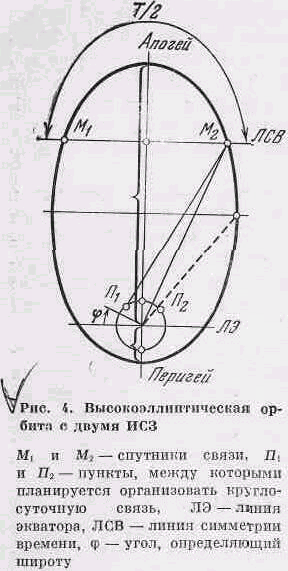 T/2
Апогей
M₁
M₂
ЛСВ
П₁
П₂
φ
ЛЭ
Перигей
Рис. 4. Высокоэллиптическая ор-
бита с двумя ИСЗ
M₁ и M₂ — спутники связи, П₁
и П₂ — пункты, между которыми
планируется организовать кругло-
суточную связь, ЛЭ — линия
экватора, ЛСВ — линия симметрии
времени, φ — угол, определяющий
широту